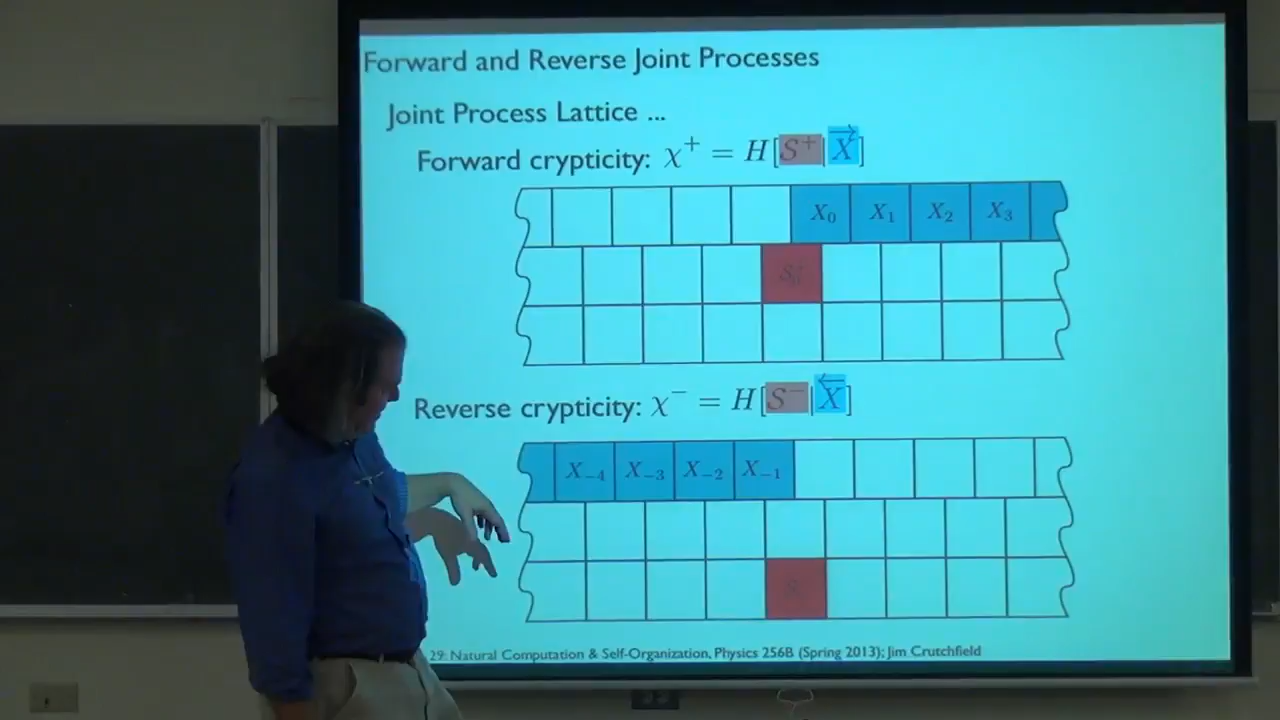 Forward and Reverse Joint Processes
Joint Process Lattice ...
Forward crypticity: χ⁺ = H[S⁺|X→]
X₀ X₁ X₂ X₃
Reverse crypticity: χ⁻ = H[S⁻|X←]
X₋₄ X₋₃ X₋₂ X₋₁
29: Natural Computation & Self-Organization, Physics 256B (Spring 2013); Jim Crutchfield